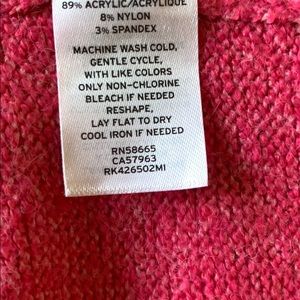 89% ACRYLIC/ACRYLIQUE
8% NYLON
3% SPANDEX
MACHINE WASH COLD,
GENTLE CYCLE,
WITH LIKE COLORS
ONLY NON-CHLORINE
BLEACH IF NEEDED
RESHAPE,
LAY FLAT TO DRY
COOL IRON IF NEEDED
RN58665
CA57963
RK426502MI